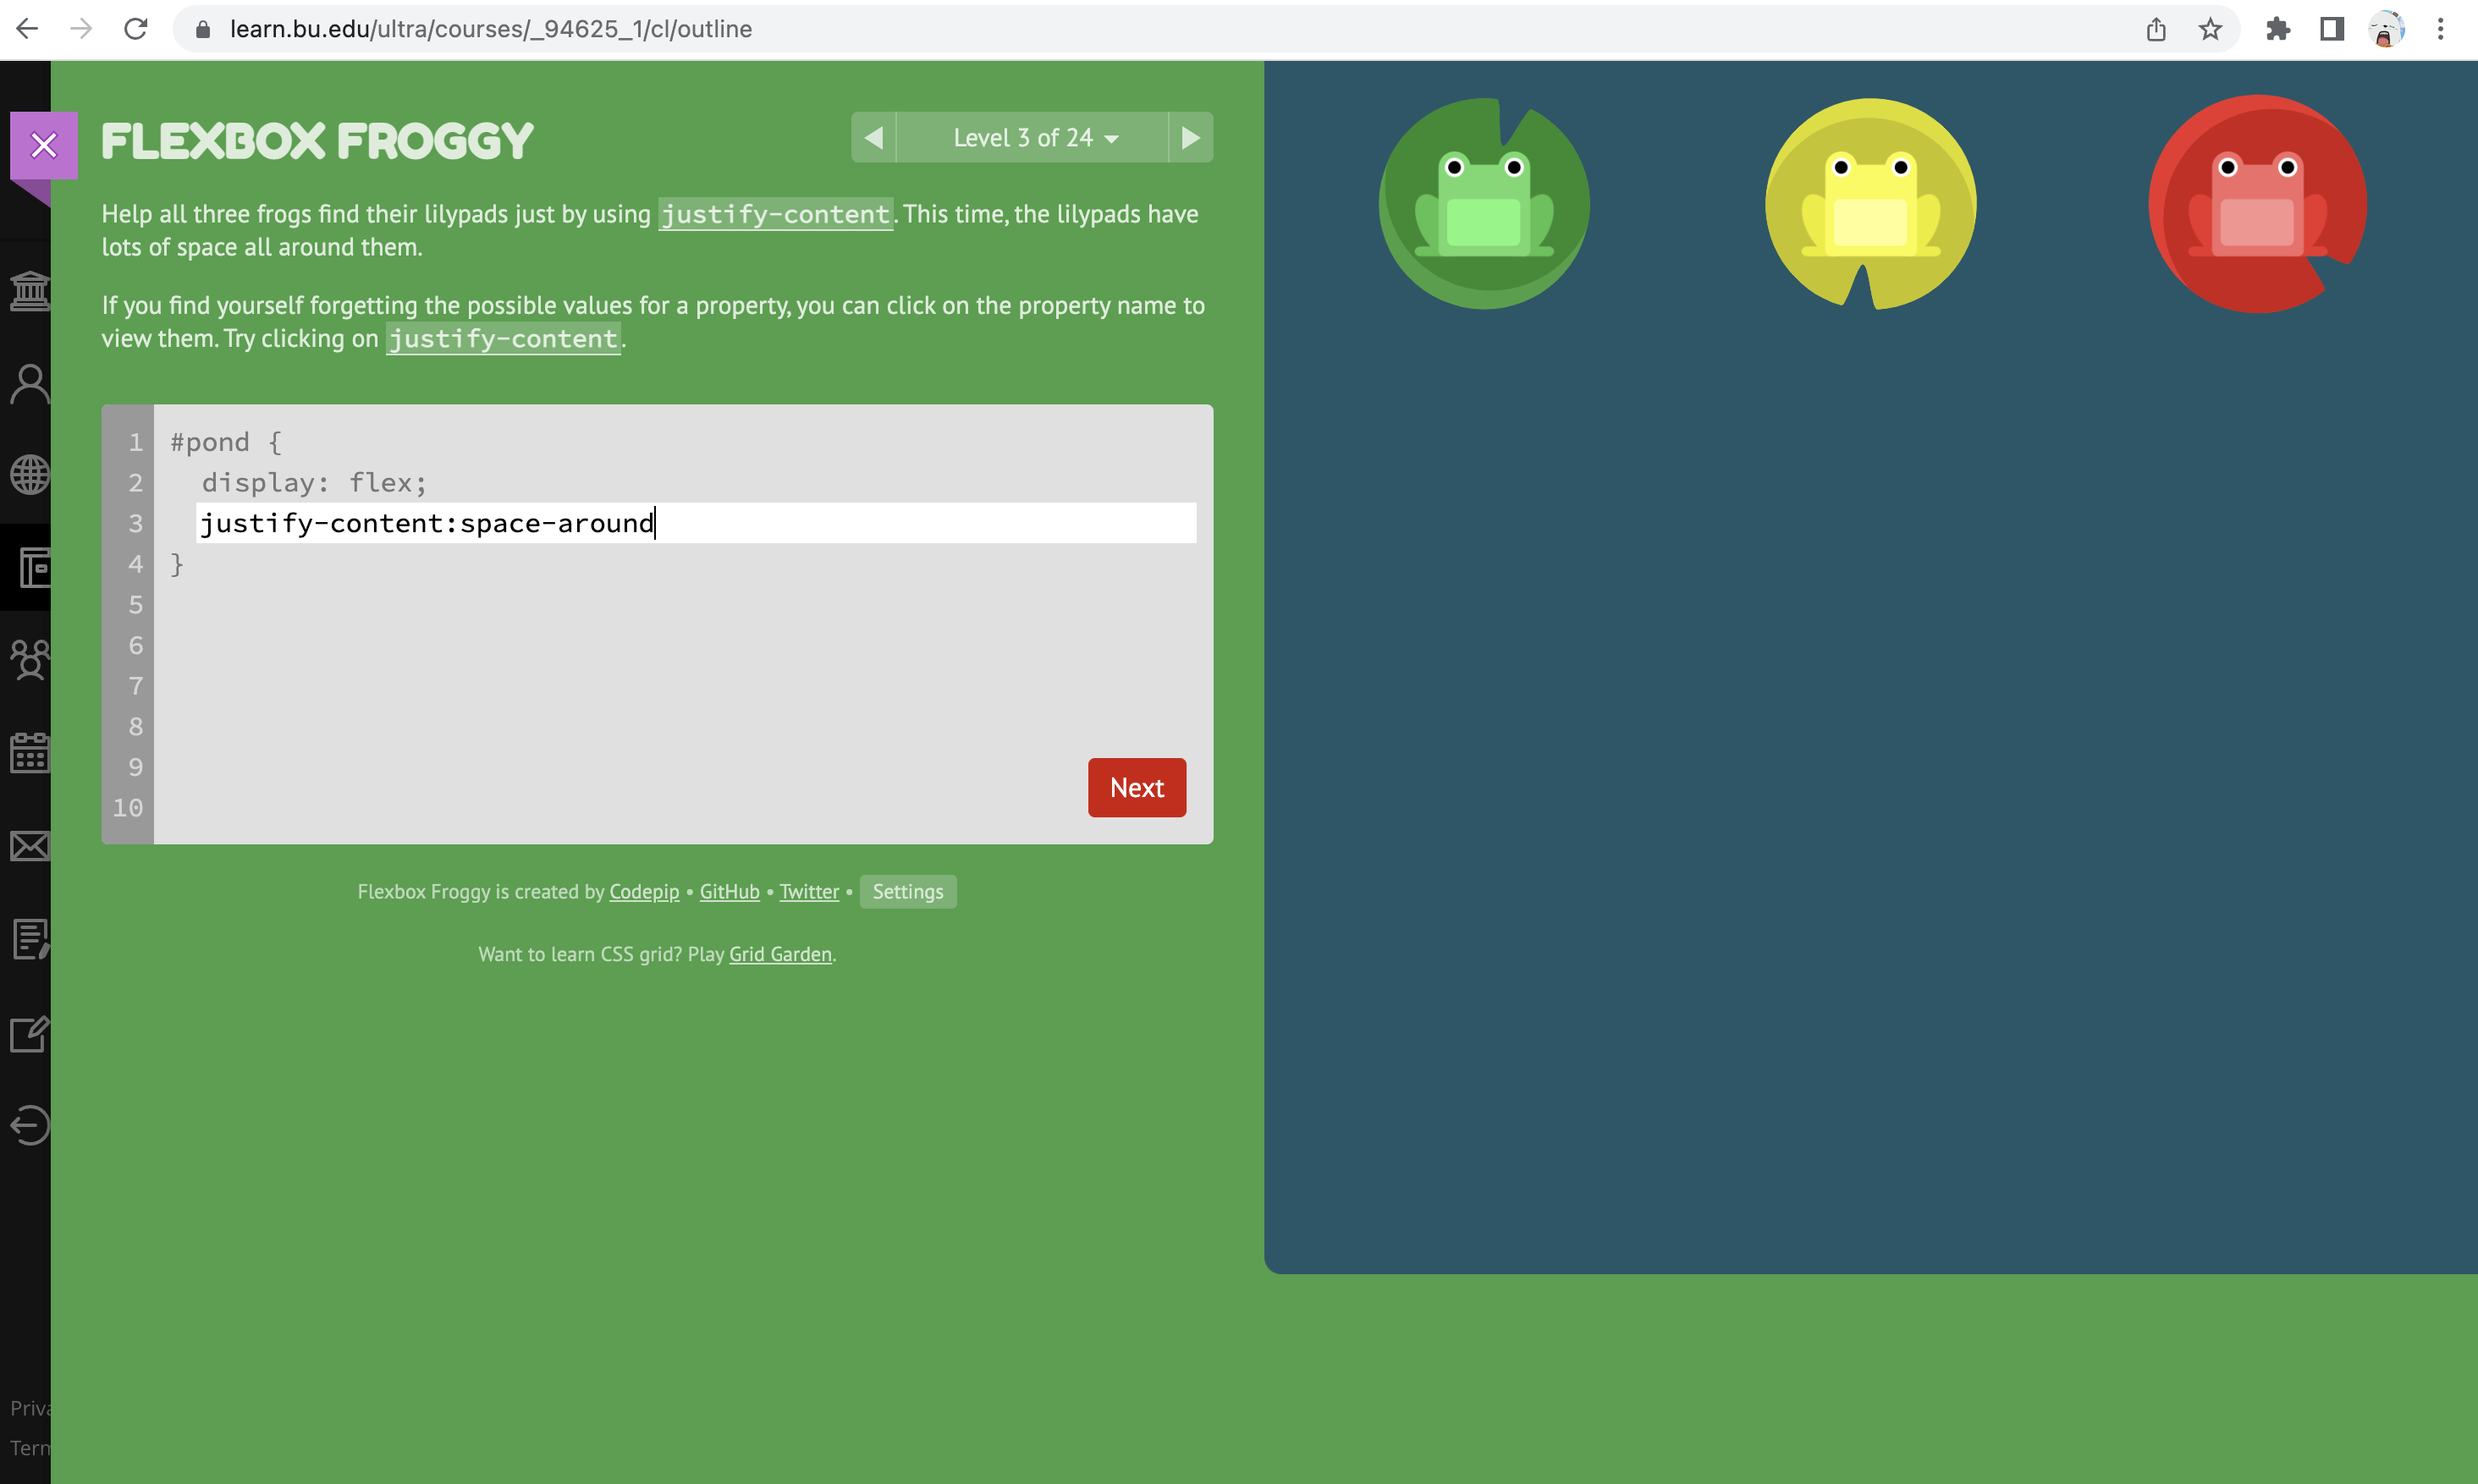 learn.bu.edu/ultra/courses/_94625_1/cl/outline
FLEXBOX FROGGY
Level 3 of 24
Help all three frogs find their lilypads just by using justify-content. This time, the lilypads have
lots of space all around them.
If you find yourself forgetting the possible values for a property, you can click on the property name to
view them. Try clicking on justify-content.
1 #pond {
2 display: flex;
3 justify-content:space-around
4 }
5
6
7
8
9
10
Next
Flexbox Froggy is created by Codepip • GitHub • Twitter • Settings
Want to learn CSS grid? Play Grid Garden.
Priva
Term